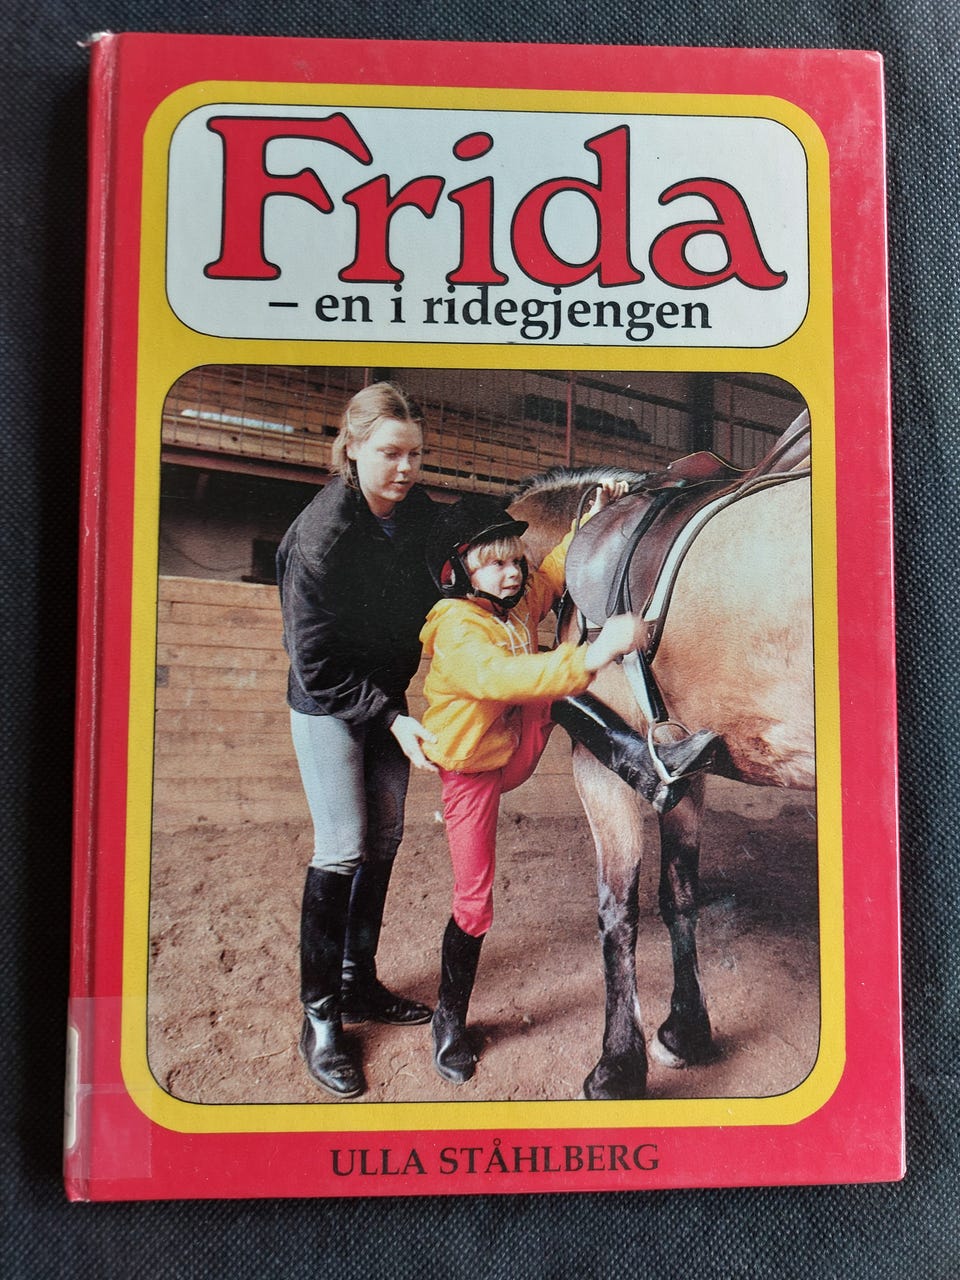 Frida
– en i ridegjengen
ULLA STÅHLBERG